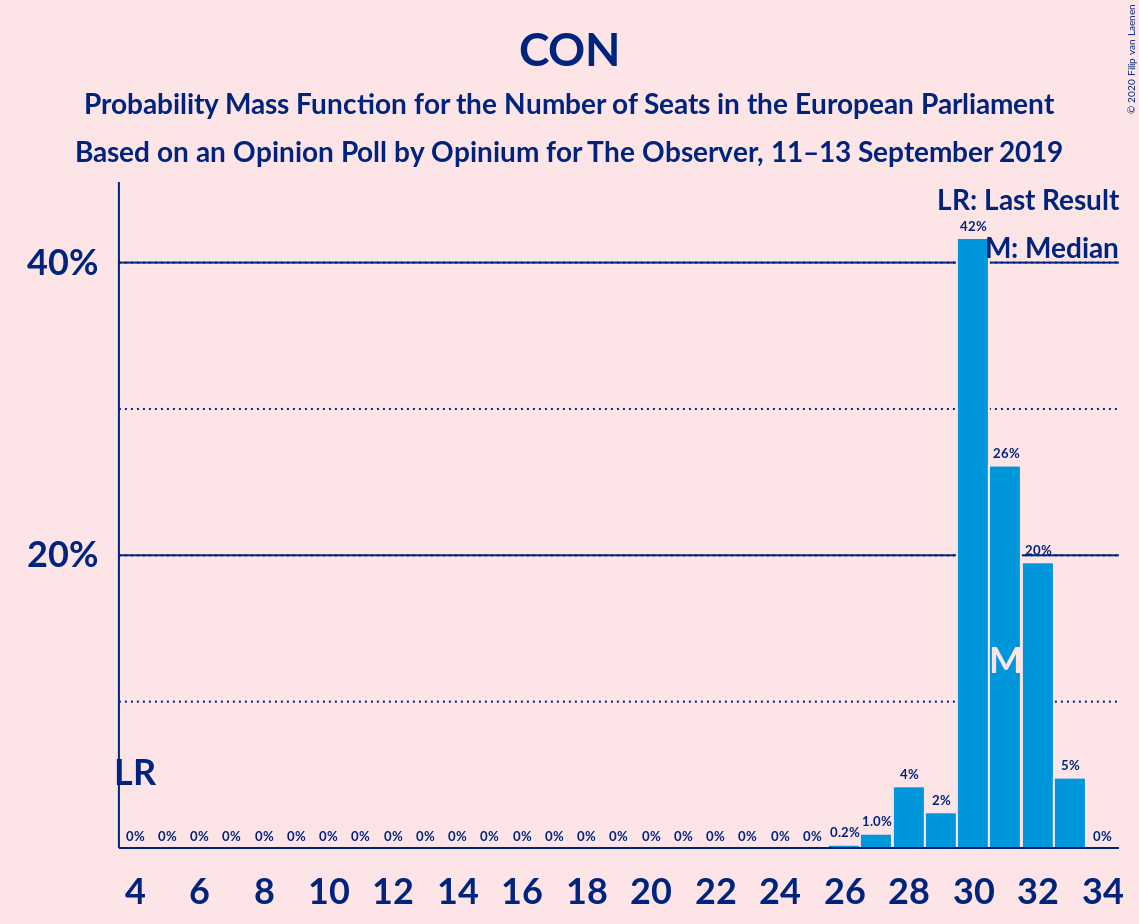 CON
Probability Mass Function for the Number of Seats in the European Parliament
Based on an Opinion Poll by Opinium for The Observer, 11–13 September 2019
© 2020 Filip van Laenen
LR: Last Result
M: Median
42%
40%
26%
20%
20%
M
LR
5%
4%
2%
1.0%
0% 0% 0% 0% 0% 0% 0% 0% 0% 0% 0% 0% 0% 0% 0% 0% 0% 0% 0% 0% 0% 0% 0.2% 0%
4 6 8 10 12 14 16 18 20 22 24 26 28 30 32 34